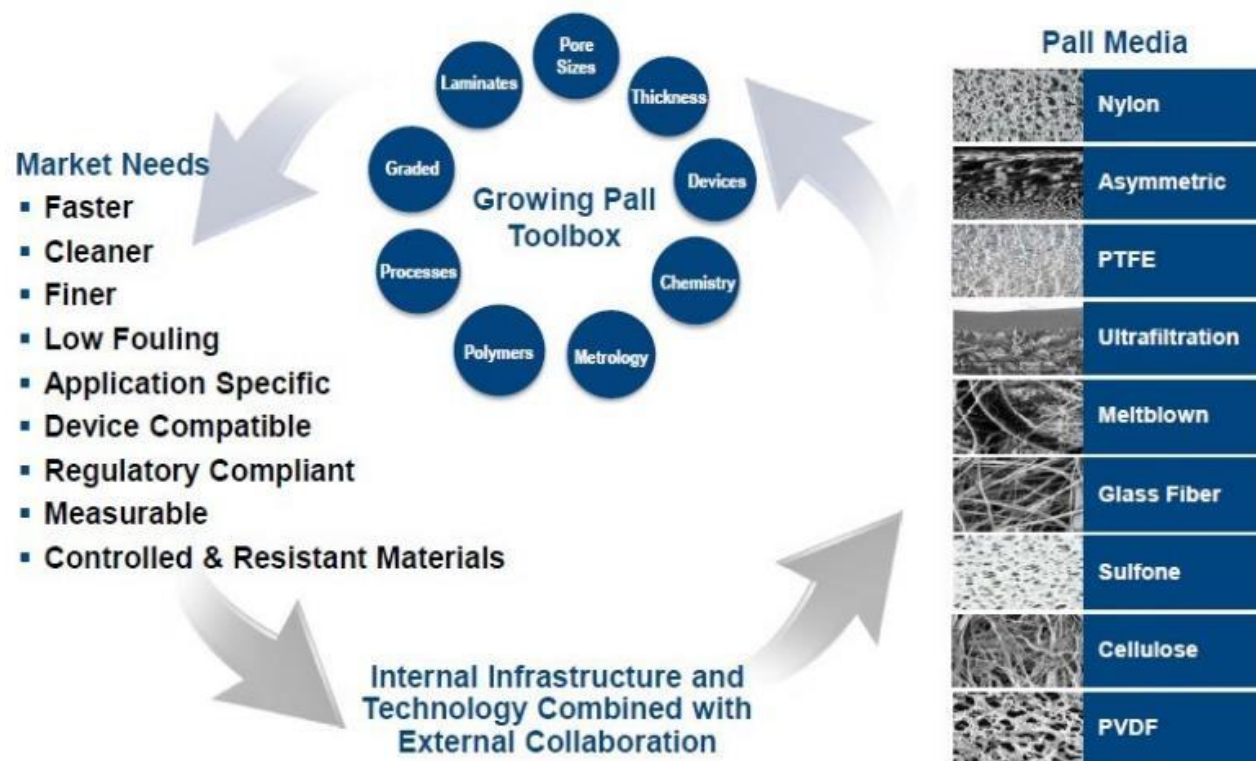 Pore
Sizes
Laminates
Thickness
Graded
Devices
Growing Pall
Toolbox
Processes
Chemistry
Polymers
Metrology
Market Needs
▪ Faster
▪ Cleaner
▪ Finer
▪ Low Fouling
▪ Application Specific
▪ Device Compatible
▪ Regulatory Compliant
▪ Measurable
▪ Controlled & Resistant Materials
Internal Infrastructure and
Technology Combined with
External Collaboration
Pall Media
Nylon
Asymmetric
PTFE
Ultrafiltration
Meltblown
Glass Fiber
Sulfone
Cellulose
PVDF